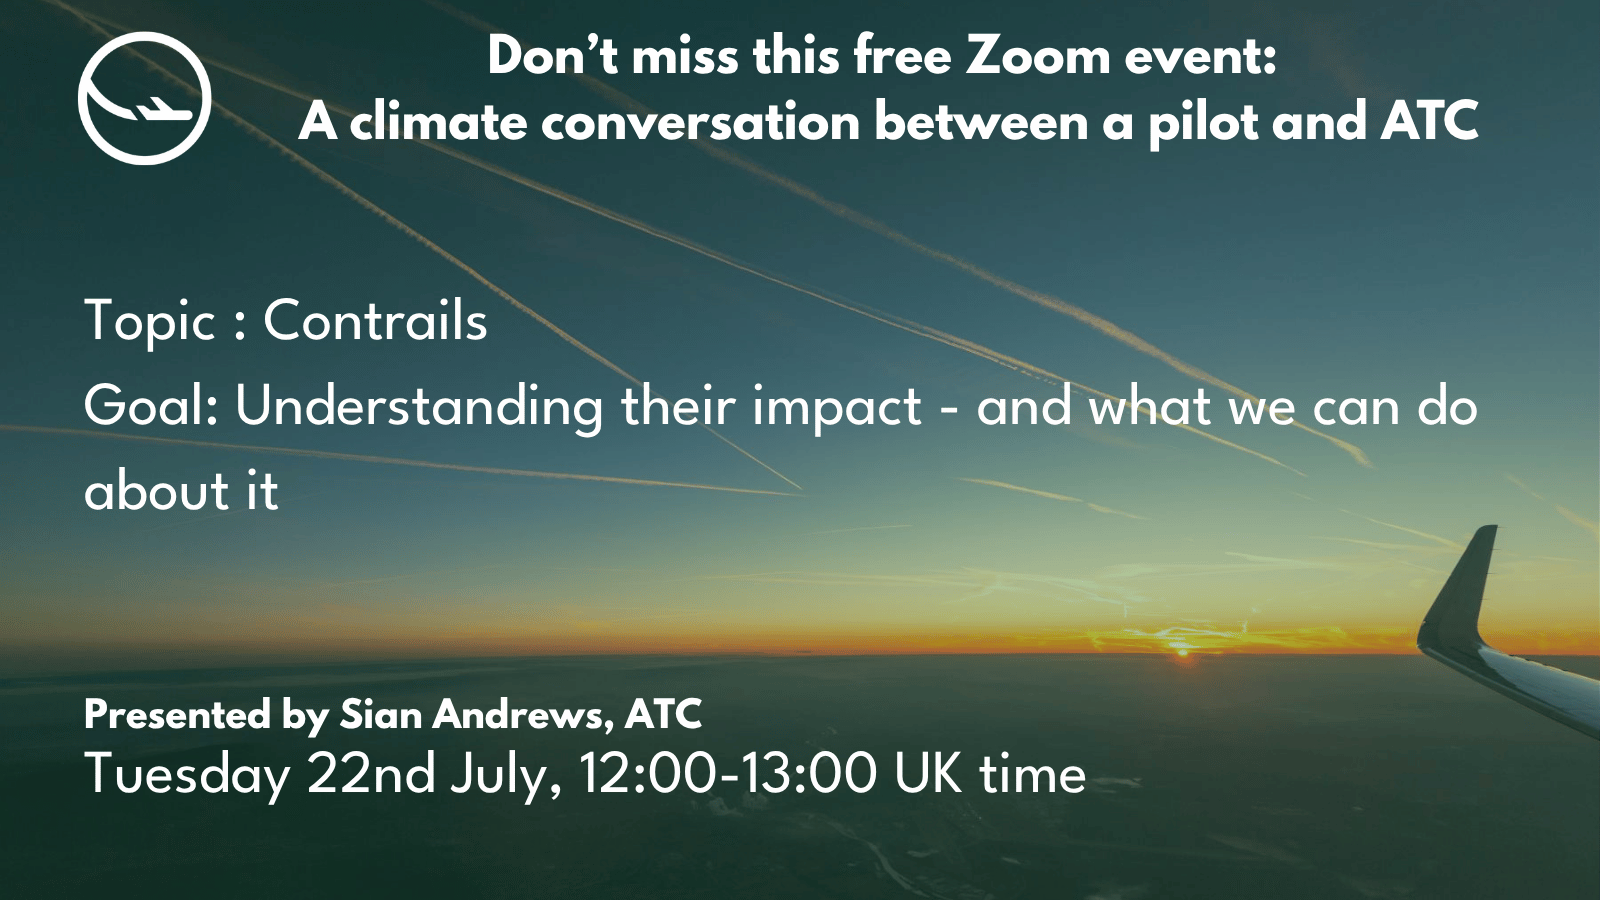 Don’t miss this free Zoom event:
A climate conversation between a pilot and ATC
Topic : Contrails
Goal: Understanding their impact - and what we can do
about it
Presented by Sian Andrews, ATC
Tuesday 22nd July, 12:00-13:00 UK time